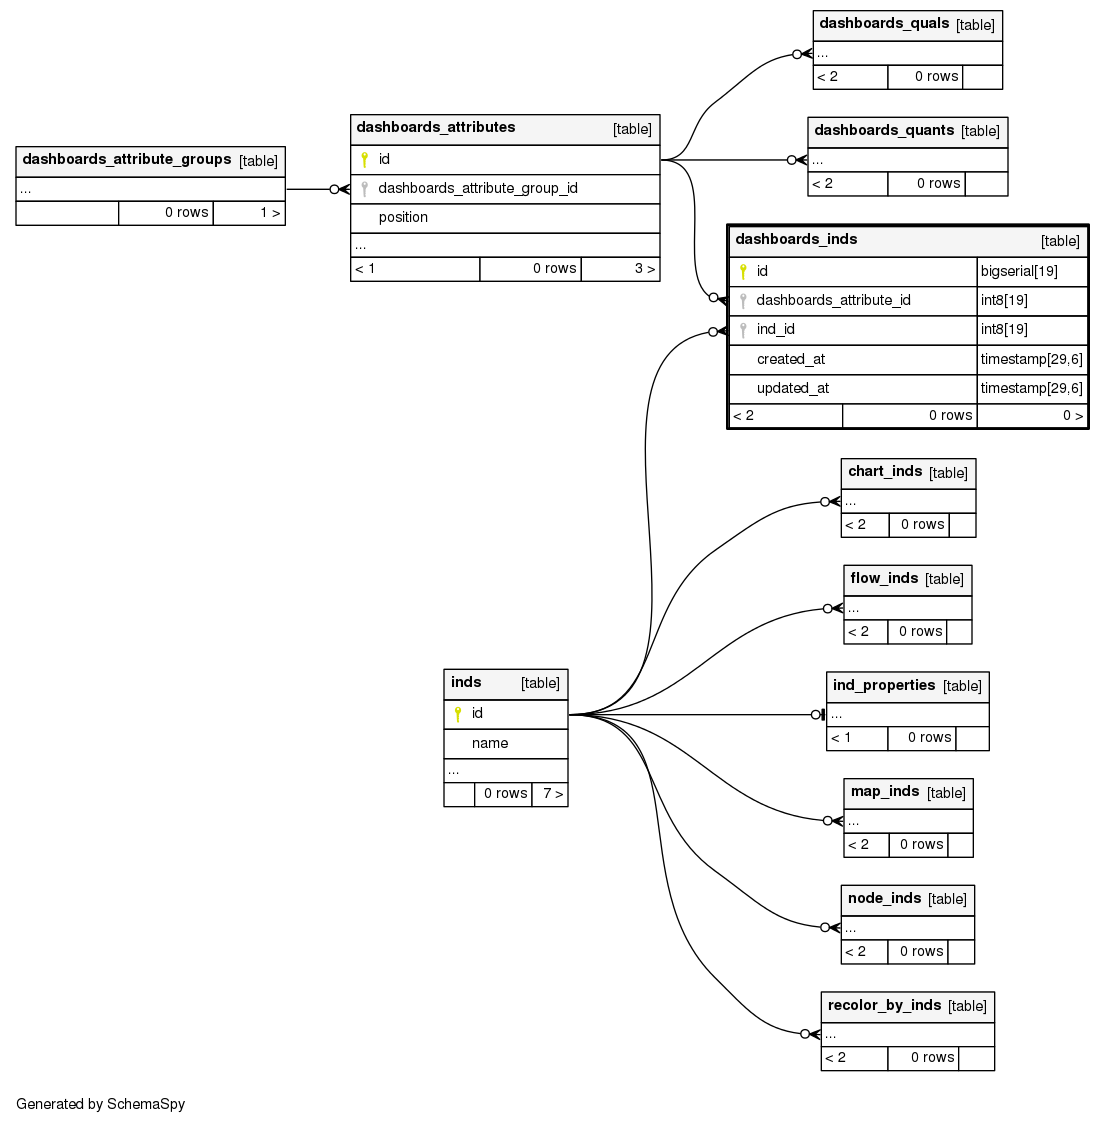 dashboards_quals [table]
...
< 2 0 rows
dashboards_attributes [table]
id
dashboards_attribute_group_id
position
...
< 1 0 rows 3 >
dashboards_quants [table]
...
< 2 0 rows
dashboards_attribute_groups [table]
...
0 rows 1 >
dashboards_inds [table]
id bigserial[19]
dashboards_attribute_id int8[19]
ind_id int8[19]
created_at timestamp[29,6]
updated_at timestamp[29,6]
< 2 0 rows 0 >
chart_inds [table]
...
< 2 0 rows
flow_inds [table]
...
< 2 0 rows
inds [table]
id
name
...
0 rows 7 >
ind_properties [table]
...
< 1 0 rows
map_inds [table]
...
< 2 0 rows
node_inds [table]
...
< 2 0 rows
recolor_by_inds [table]
...
< 2 0 rows
Generated by SchemaSpy